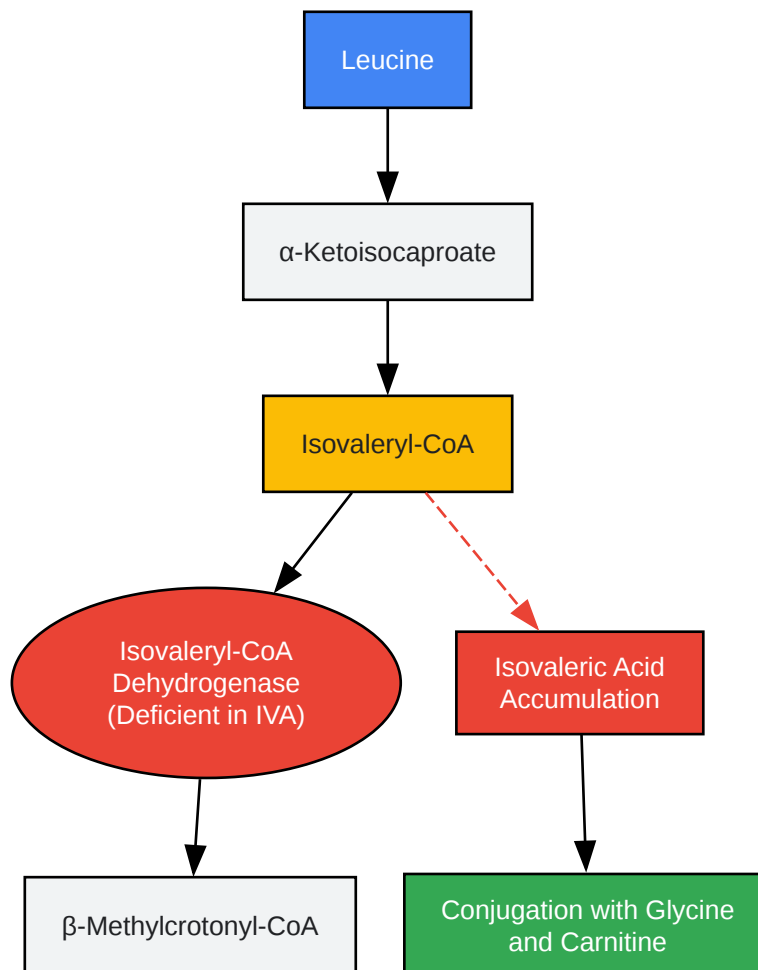 Leucine
α-Ketoisocaproate
Isovaleryl-CoA
Isovaleryl-CoA
Dehydrogenase
(Deficient in IVA)
Isovaleric Acid
Accumulation
β-Methylcrotonyl-CoA
Conjugation with Glycine
and Carnitine